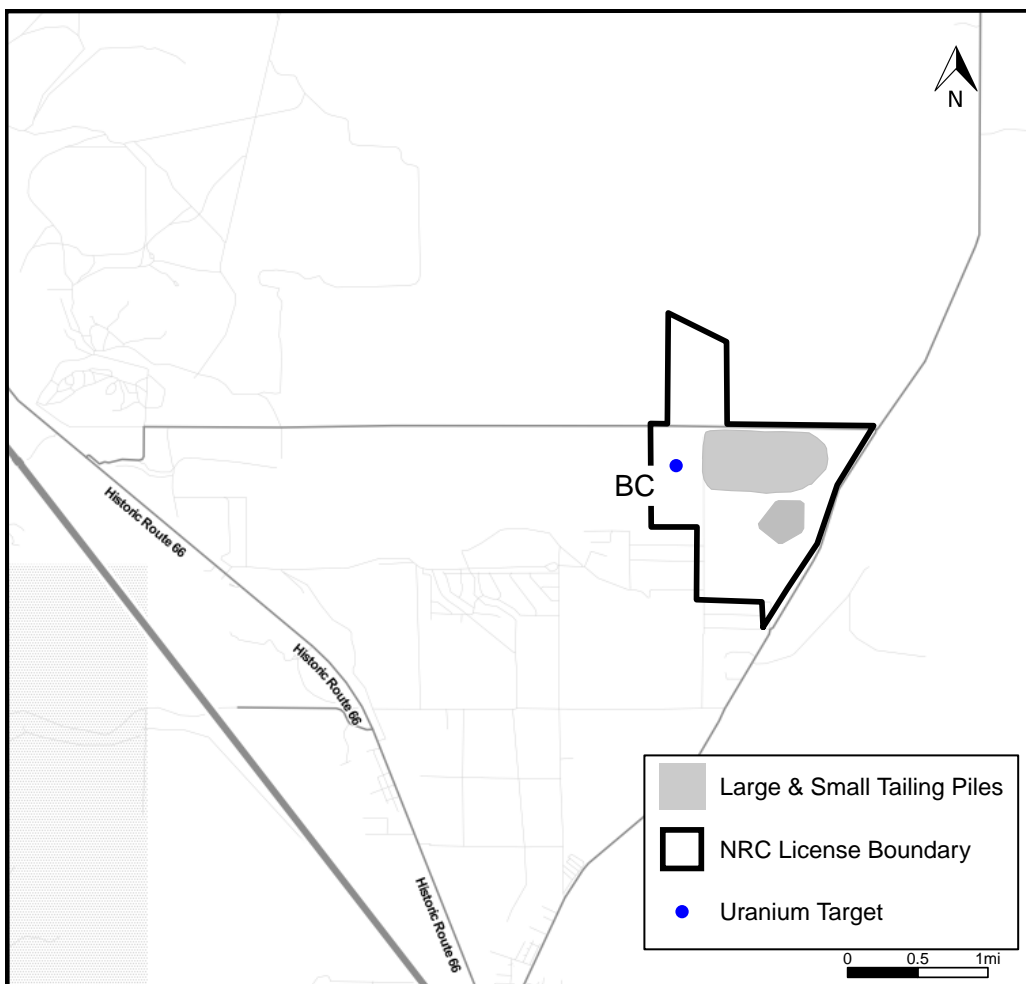 N
BC
Historic Route 66
Historic Route 66
Historic Route 66
Large & Small Tailing Piles
NRC License Boundary
Uranium Target
0 0.5 1mi